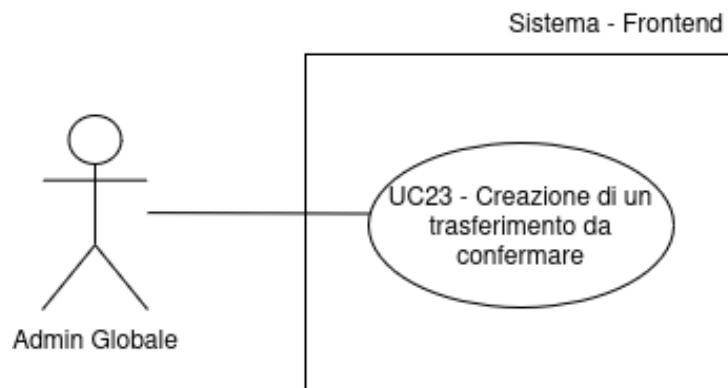 Sistema - Frontend
UC23 - Creazione di un
trasferimento da
confermare
Admin Globale